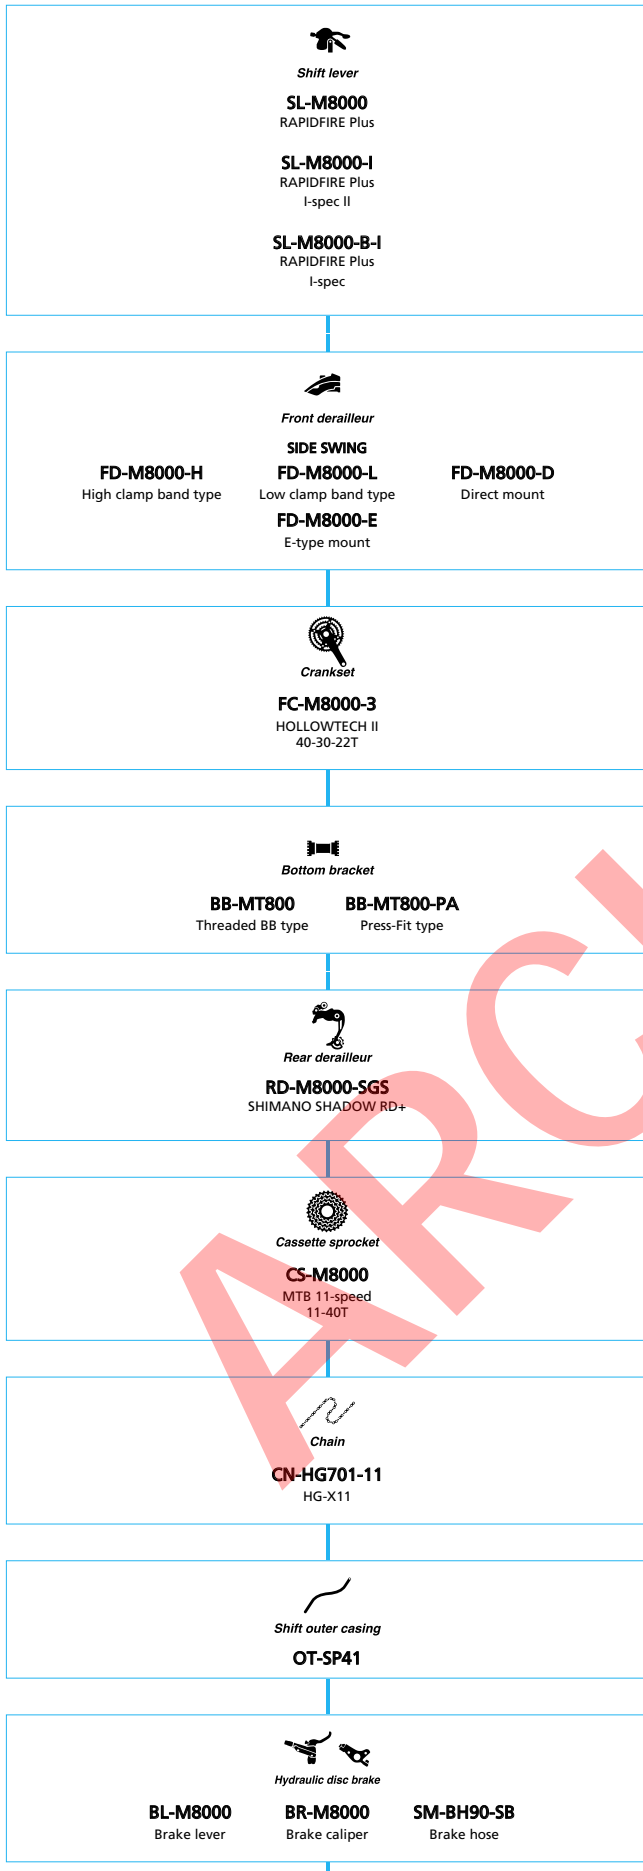 Shift lever
SL-M8000
RAPIDFIRE Plus
SL-M8000-I
RAPIDFIRE Plus
I-spec II
SL-M8000-B-I
RAPIDFIRE Plus
I-spec
Front derailleur
SIDE SWING
FD-M8000-H FD-M8000-L FD-M8000-D
High clamp band type Low clamp band type Direct mount
FD-M8000-E
E-type mount
Crankset
FC-M8000-3
HOLLOWTECH II
40-30-22T
Bottom bracket
BB-MT800 BB-MT800-PA
Threaded BB type Press-Fit type
Rear derailleur
RD-M8000-SGS
SHIMANO SHADOW RD+
Cassette sprocket
CS-M8000
MTB 11-speed
11-40T
Chain
CN-HG701-11
HG-X11
Shift outer casing
OT-SP41
Hydraulic disc brake
BL-M8000 BR-M8000 SM-BH90-SB
Brake lever Brake caliper Brake hose
ARC